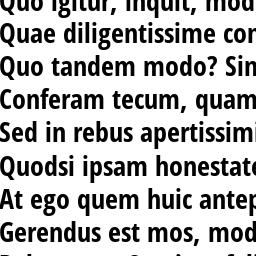 Quo igitur, inquit, mod
Quae diligentissime con
Quo tandem modo? Sin
Conferam tecum, quam
Sed in rebus apertissimi
Quodsi ipsam honestate
At ego quem huic antep
Gerendus est mos, mod